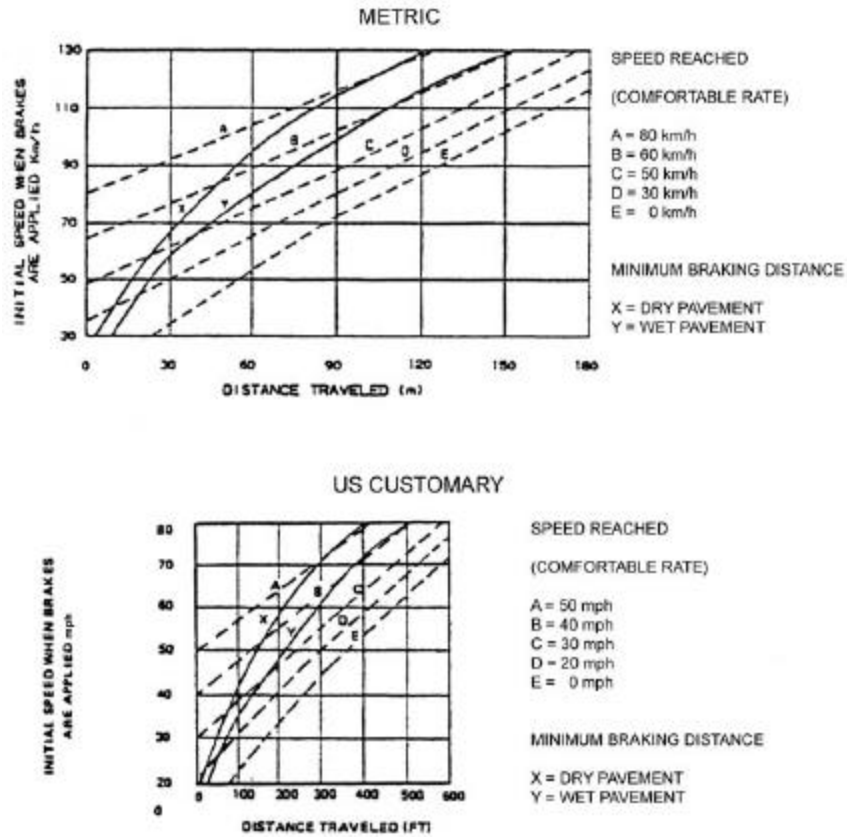 METRIC
INITIAL SPEED WHEN BRAKES
ARE APPLIED Km/h
130
110
90
70
50
30
A
B
C
D
E
X
Y
0
30
60
90
120
150
180
DISTANCE TRAVELED (m)
SPEED REACHED
(COMFORTABLE RATE)
A = 80 km/h
B = 60 km/h
C = 50 km/h
D = 30 km/h
E = 0 km/h
MINIMUM BRAKING DISTANCE
X = DRY PAVEMENT
Y = WET PAVEMENT
US CUSTOMARY
INITIAL SPEED WHEN BRAKES
ARE APPLIED mph
80
70
60
50
40
30
20
0
A
B
C
D
E
X
Y
0
100
200
300
400
500
600
DISTANCE TRAVELED (FT)
SPEED REACHED
(COMFORTABLE RATE)
A = 50 mph
B = 40 mph
C = 30 mph
D = 20 mph
E = 0 mph
MINIMUM BRAKING DISTANCE
X = DRY PAVEMENT
Y = WET PAVEMENT